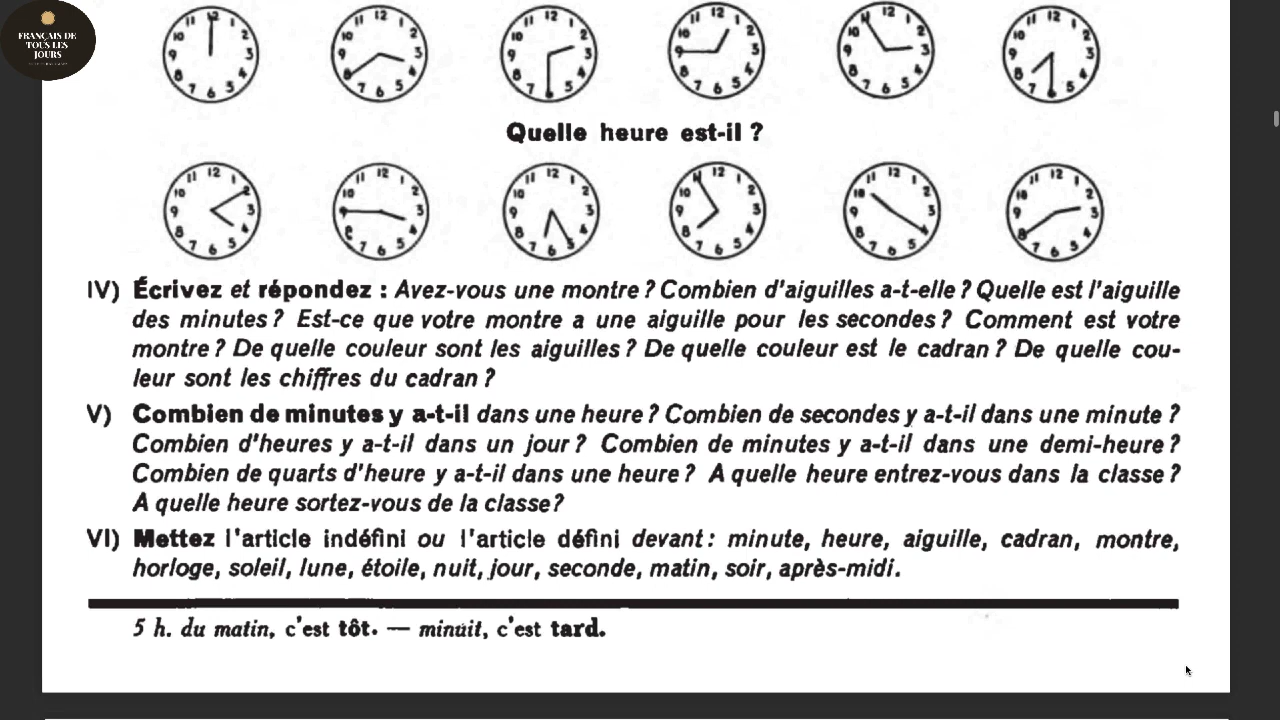 FRANÇAIS DE
TOUS LES
JOURS
Quelle heure est-il ?
IV) Écrivez et répondez : Avez-vous une montre ? Combien d'aiguilles a-t-elle ? Quelle est l'aiguille
des minutes ? Est-ce que votre montre a une aiguille pour les secondes ? Comment est votre
montre ? De quelle couleur sont les aiguilles ? De quelle couleur est le cadran ? De quelle cou-
leur sont les chiffres du cadran ?
V) Combien de minutes y a-t-il dans une heure ? Combien de secondes y a-t-il dans une minute ?
Combien d'heures y a-t-il dans un jour ? Combien de minutes y a-t-il dans une demi-heure ?
Combien de quarts d'heure y a-t-il dans une heure ? A quelle heure entrez-vous dans la classe ?
A quelle heure sortez-vous de la classe ?
VI) Mettez l'article indéfini ou l'article défini devant : minute, heure, aiguille, cadran, montre,
horloge, soleil, lune, étoile, nuit, jour, seconde, matin, soir, après-midi.
5 h. du matin, c'est tôt. — minuit, c'est tard.